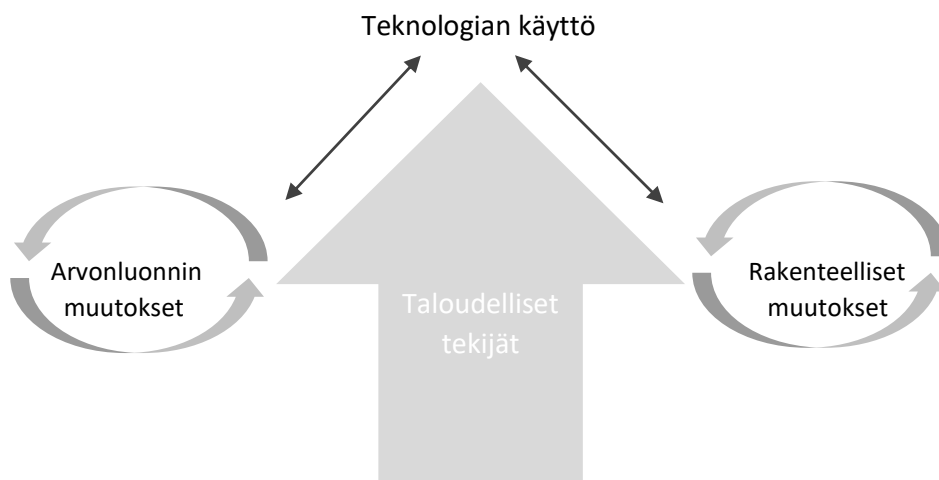 Teknologian käyttö
Arvonluonnin
muutokset
Taloudelliset
tekijät
Rakenteelliset
muutokset